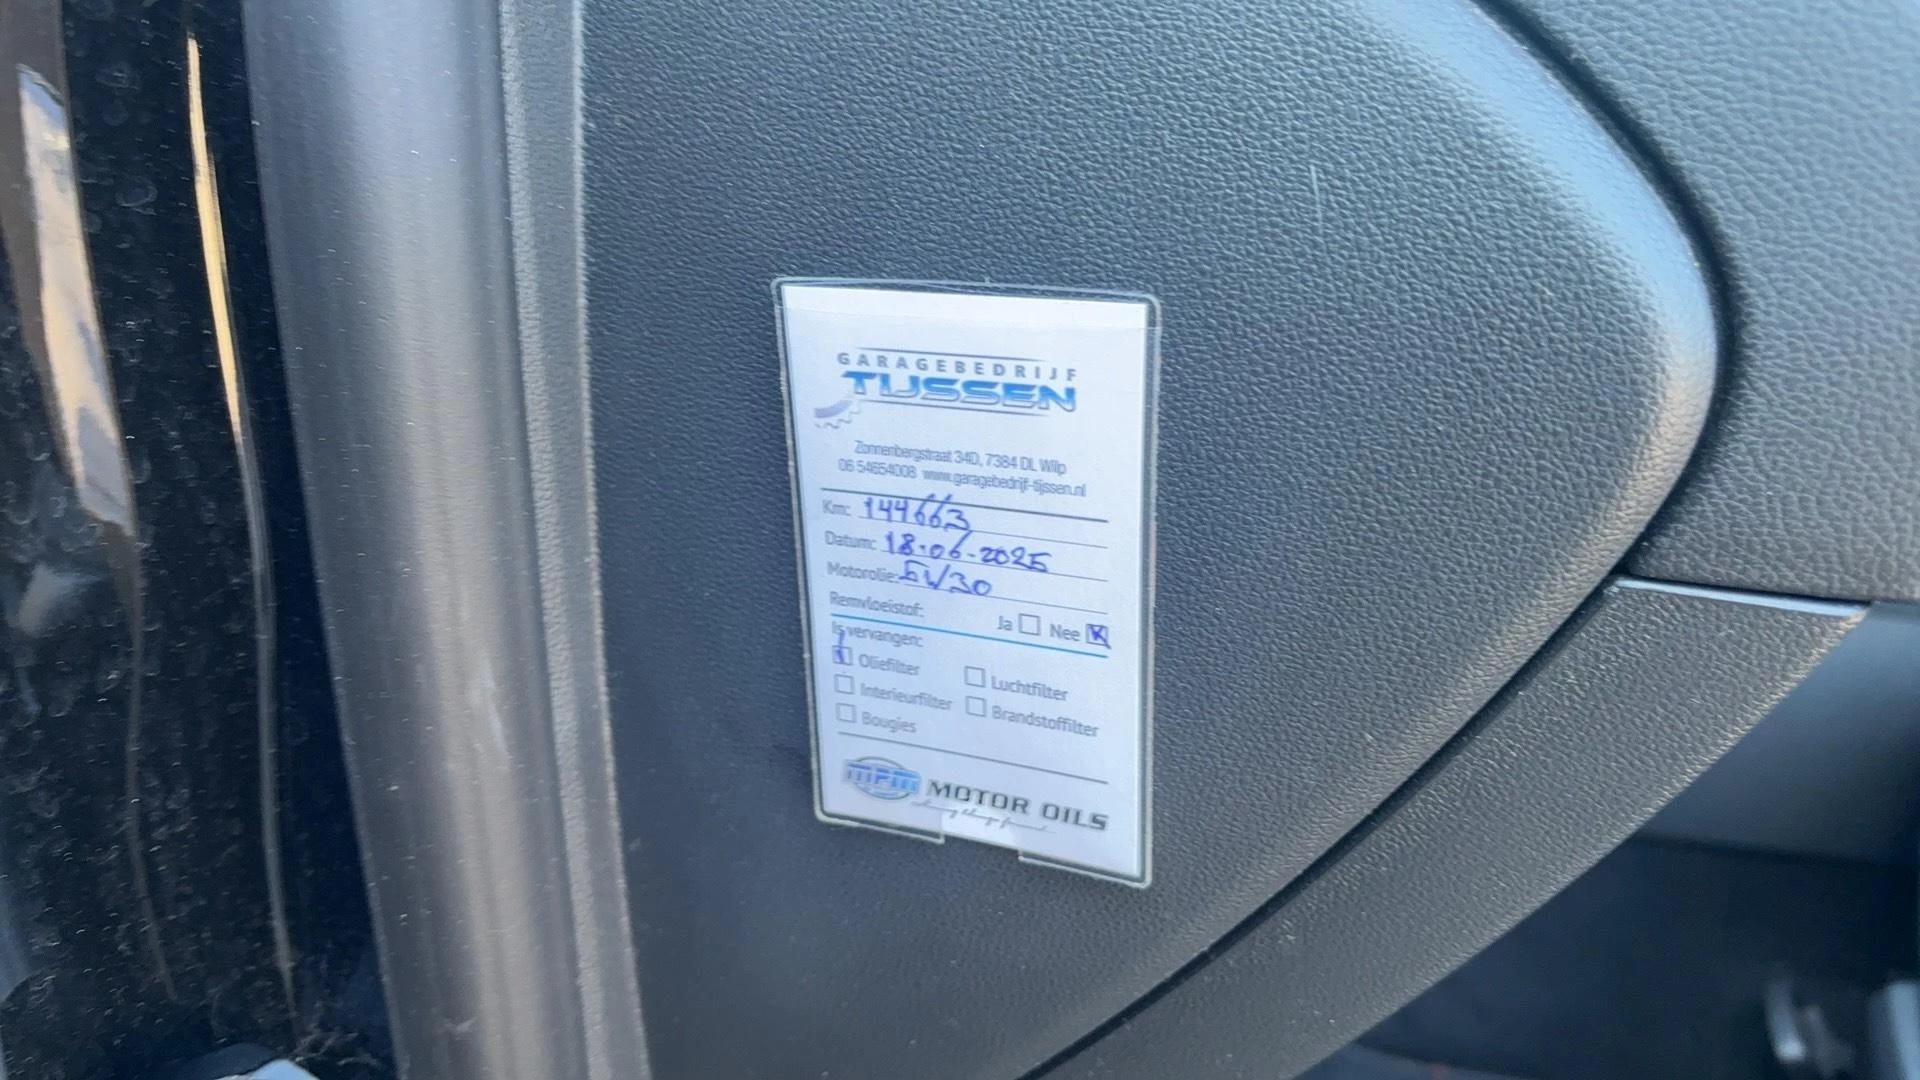 GARAGEBEDRIJF
TIJSSEN
Zonnenbergstraat 34D, 7384 DL Wilp
06 54654008 www.garagebedrijf-tijssen.nl
Km: 144663
Datum: 18-06-2025
Motorolie: 5W30
Remvloeistof: Ja Nee
Is vervangen:
Oliefilter Luchtfilter
Interieurfilter Brandstoffilter
Bougies
MPM MOTOR OILS